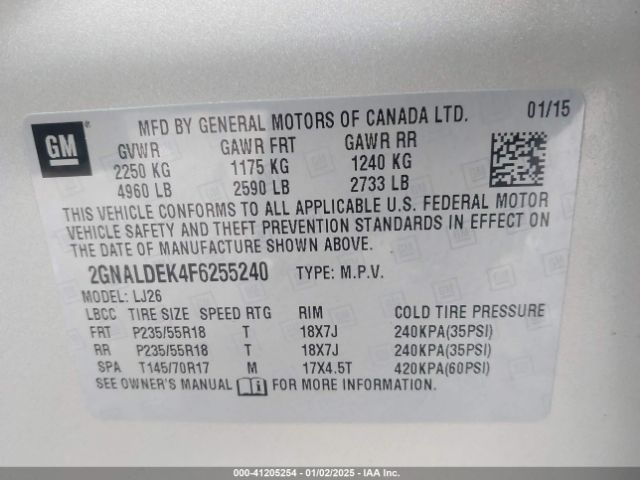 GM ®
MFD BY GENERAL MOTORS OF CANADA LTD. 01/15
GVWR GAWR FRT GAWR RR
2250 KG 1175 KG 1240 KG
4960 LB 2590 LB 2733 LB
THIS VEHICLE CONFORMS TO ALL APPLICABLE U.S. FEDERAL MOTOR
VEHICLE SAFETY AND THEFT PREVENTION STANDARDS IN EFFECT ON
THE DATE OF MANUFACTURE SHOWN ABOVE.
2GNALDEK4F6255240 TYPE: M.P.V.
MODEL: LJ26
LBCC TIRE SIZE SPEED RTG RIM COLD TIRE PRESSURE
FRT P235/55R18 T 18X7J 240KPA(35PSI)
RR P235/55R18 T 18X7J 240KPA(35PSI)
SPA T145/70R17 M 17X4.5T 420KPA(60PSI)
SEE OWNER'S MANUAL FOR MORE INFORMATION.
000-41205254 - 01/02/2025 - IAAI.COM